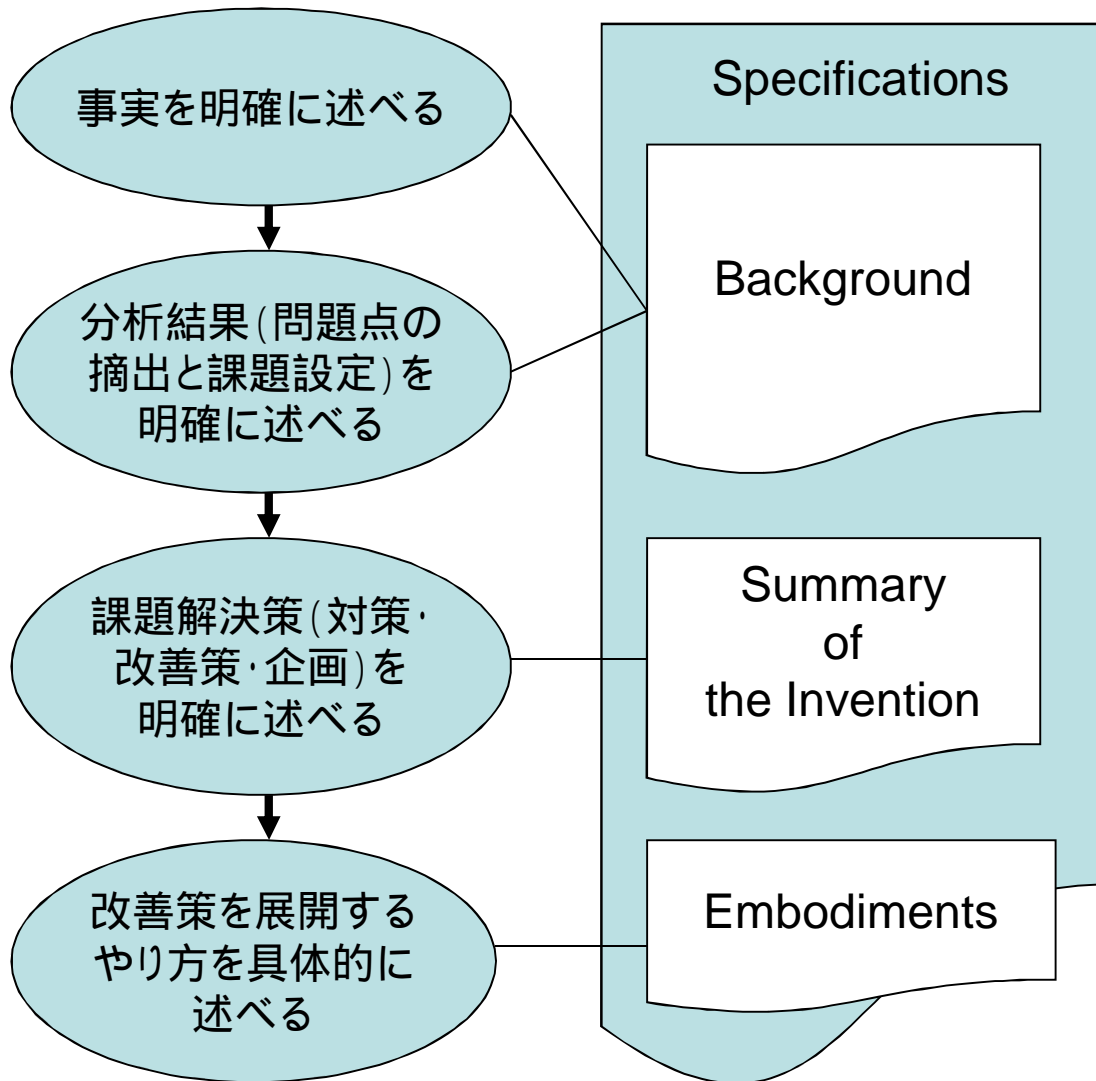 事実を明確に述べる
分析結果(問題点の
摘出と課題設定)を
明確に述べる
課題解決策(対策・
改善策・企画)を
明確に述べる
改善策を展開する
やり方を具体的に
述べる
Specifications
Background
Summary
of
the Invention
Embodiments